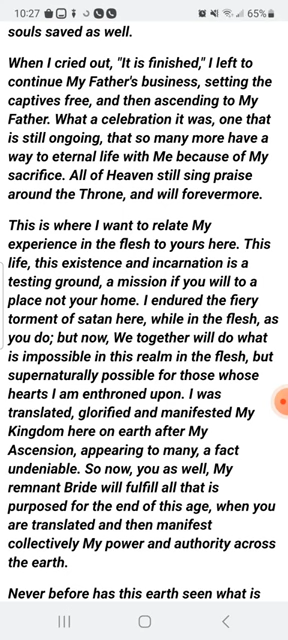 10:27
65%
souls saved as well.
When I cried out, "It is finished," I left to
continue My Father's business, setting the
captives free, and then ascending to My
Father. What a celebration it was, one that
is still ongoing, that so many more have a
way to eternal life with Me because of My
sacrifice. All of Heaven still sing praise
around the Throne, and will forevermore.
This is where I want to relate My
experience in the flesh to yours here. This
life, this existence and incarnation is a
testing ground, a mission if you will to a
place not your home. I endured the fiery
torment of satan here, while in the flesh, as
you do; but now, We together will do what
is impossible in this realm in the flesh, but
supernaturally possible for those whose
hearts I am enthroned upon. I was
translated, glorified and manifested My
Kingdom here on earth after My
Ascension, appearing to many, a fact
undeniable. So now, you as well, My
remnant Bride will fulfill all that is
purposed for the end of this age, when you
are translated and then manifest
collectively My power and authority across
the earth.
Never before has this earth seen what is